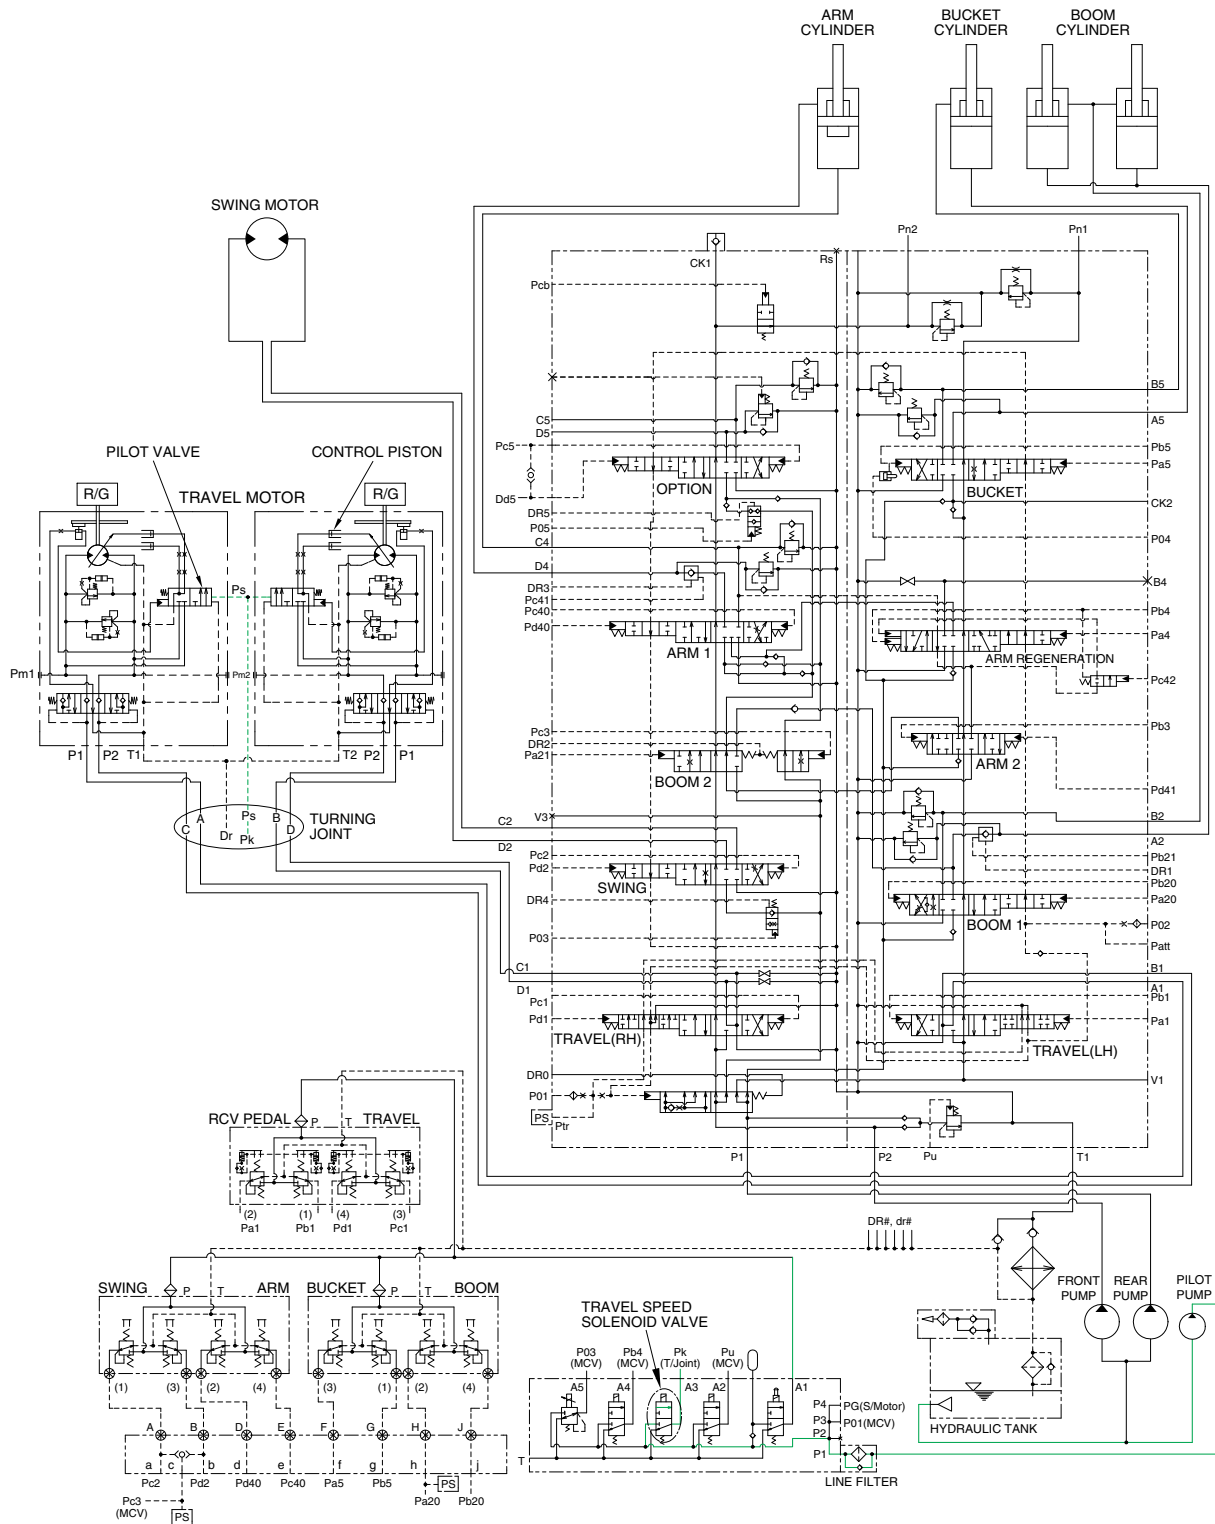 ARM
CYLINDER
BUCKET
CYLINDER
BOOM
CYLINDER
SWING MOTOR
Pn2
Pn1
CK1
Rs
Pcb
B5
C5
A5
D5
Pc5
Pb5
PILOT VALVE
CONTROL PISTON
Pa5
R/G
TRAVEL MOTOR
R/G
OPTION
BUCKET
Dd5
CK2
DR5
P05
P04
C4
D4
B4
DR3
Pc41
Ps
Pc40
Pb4
Pd40
Pa4
ARM 1
ARM REGENERATION
Pm1
Pm2
Pc42
Pc3
Pb3
DR2
P1
P2
T1
T2
P2
P1
Pa21
BOOM 2
ARM 2
Pd41
A
Ps
B
TURNING
JOINT
C
Dr
Pk
D
V3
C2
B2
D2
A2
Pc2
Pb21
Pd2
DR1
SWING
Pb20
DR4
Pa20
BOOM 1
P02
P03
Patt
C1
B1
D1
A1
Pc1
Pb1
Pd1
Pa1
TRAVEL(RH)
TRAVEL(LH)
DR0
V1
P01
PS
Ptr
RCV PEDAL
P
T
TRAVEL
P1
P2
Pu
T1
(2)
(1)
(4)
(3)
Pa1
Pb1
Pd1
Pc1
DR#, dr#
SWING
P
T
ARM
BUCKET
P
T
BOOM
FRONT
PUMP
REAR
PUMP
PILOT
PUMP
TRAVEL SPEED
SOLENOID VALVE
P03
(MCV)
Pb4
(MCV)
Pk
(T/Joint)
Pu
(MCV)
A5
A4
A3
A2
A1
(1)
(3)
(2)
(4)
(3)
(1)
(2)
(4)
P4
PG(S/Motor)
P3
P01(MCV)
P2
HYDRAULIC TANK
A
B
D
E
F
G
H
J
P1
T
a
c
b
d
e
f
g
h
j
LINE FILTER
Pc2
Pd2
Pd40
Pc40
Pa5
Pb5
PS
Pc3
(MCV)
PS
Pa20
Pb20